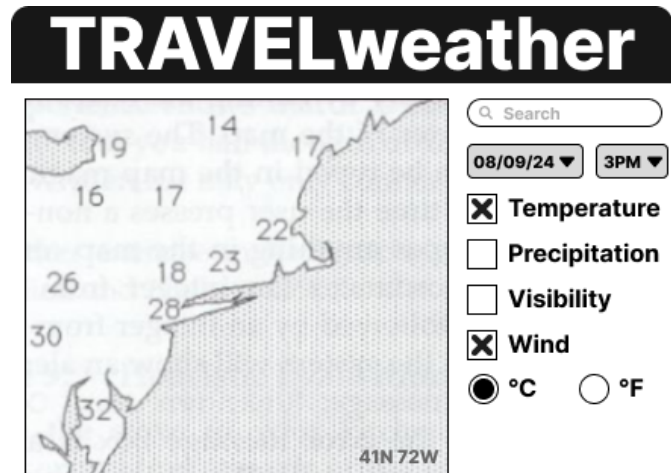 TRAVELweather
Search
08/09/24 3PM
Temperature
Precipitation
Visibility
Wind
°C °F
14
19 17
16 17
22
23
18
26
28
30
32
41N 72W